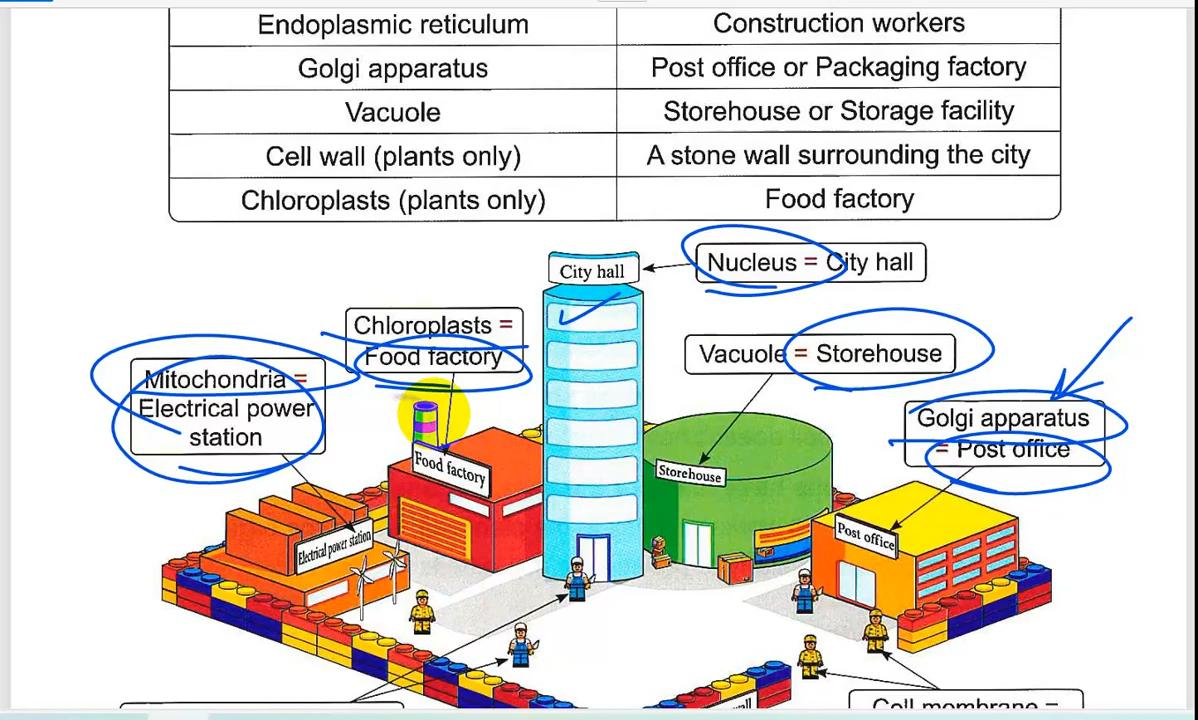 Endoplasmic reticulum Construction workers
Golgi apparatus Post office or Packaging factory
Vacuole Storehouse or Storage facility
Cell wall (plants only) A stone wall surrounding the city
Chloroplasts (plants only) Food factory
Nucleus = City hall
City hall
Chloroplasts =
Food factory
Vacuole = Storehouse
Mitochondria =
Electrical power
station
Golgi apparatus
= Post office
Food factory
Storehouse
Post office
Electrical power station
Cell membrane =